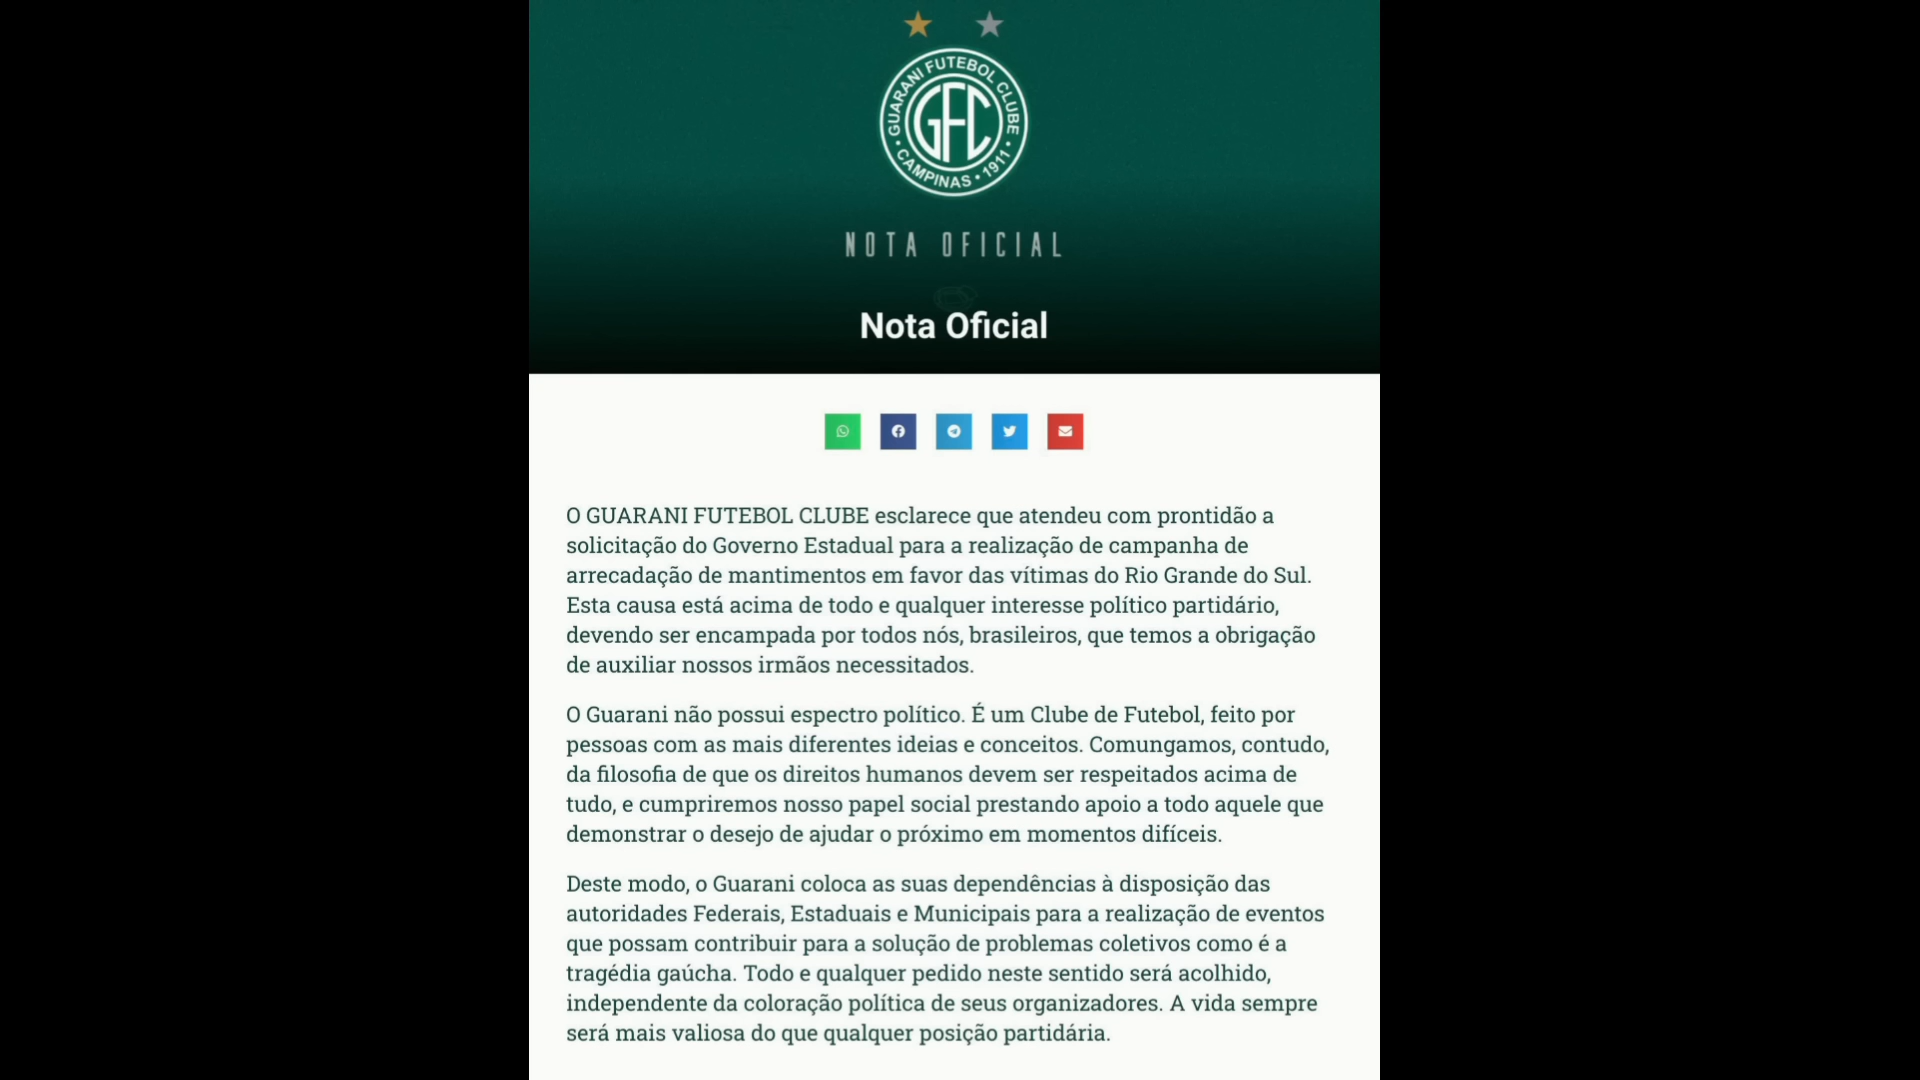 GUARANI FUTEBOL CLUBE
GFC
CAMPINAS • 1911
NOTA OFICIAL
Nota Oficial
O GUARANI FUTEBOL CLUBE esclarece que atendeu com prontidão a
solicitação do Governo Estadual para a realização de campanha de
arrecadação de mantimentos em favor das vítimas do Rio Grande do Sul.
Esta causa está acima de todo e qualquer interesse político partidário,
devendo ser encampada por todos nós, brasileiros, que temos a obrigação
de auxiliar nossos irmãos necessitados.
O Guarani não possui espectro político. É um Clube de Futebol, feito por
pessoas com as mais diferentes ideias e conceitos. Comungamos, contudo,
da filosofia de que os direitos humanos devem ser respeitados acima de
tudo, e cumpriremos nosso papel social prestando apoio a todo aquele que
demonstrar o desejo de ajudar o próximo em momentos difíceis.
Deste modo, o Guarani coloca as suas dependências à disposição das
autoridades Federais, Estaduais e Municipais para a realização de eventos
que possam contribuir para a solução de problemas coletivos como é a
tragédia gaúcha. Todo e qualquer pedido neste sentido será acolhido,
independente da coloração política de seus organizadores. A vida sempre
será mais valiosa do que qualquer posição partidária.